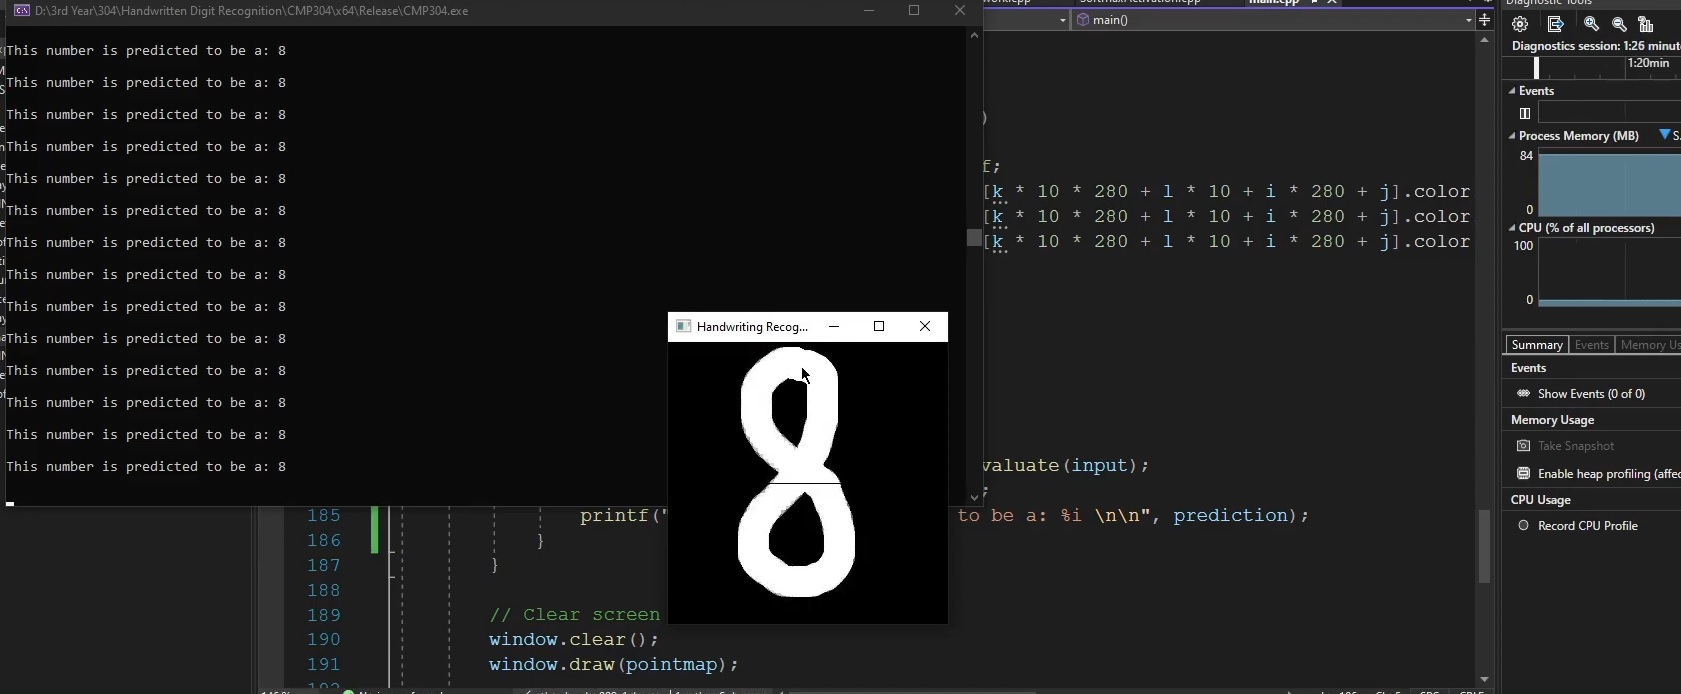 D:\3rd Year\304\Handwritten Digit Recognition\CMP304\x64\Release\CMP304.exe
This number is predicted to be a: 8
This number is predicted to be a: 8
This number is predicted to be a: 8
This number is predicted to be a: 8
This number is predicted to be a: 8
This number is predicted to be a: 8
This number is predicted to be a: 8
This number is predicted to be a: 8
This number is predicted to be a: 8
This number is predicted to be a: 8
This number is predicted to be a: 8
This number is predicted to be a: 8
This number is predicted to be a: 8
This number is predicted to be a: 8
Handwriting Recog...
8
main.cpp
main()
)
f;
[k * 10 * 280 + l * 10 + i * 280 + j].color
[k * 10 * 280 + l * 10 + i * 280 + j].color
[k * 10 * 280 + l * 10 + i * 280 + j].color
valuate(input);
;
185 printf(" to be a: %i \n\n", prediction);
186 }
187 }
188
189 // Clear screen
190 window.clear();
191 window.draw(pointmap);
Diagnostic Tools
Diagnostics session: 1:26 minut
1:20min
Events
Process Memory (MB) S
84
0
CPU (% of all processors)
100
0
Summary Events Memory Us
Events
Show Events (0 of 0)
Memory Usage
Take Snapshot
Enable heap profiling (affec
CPU Usage
Record CPU Profile